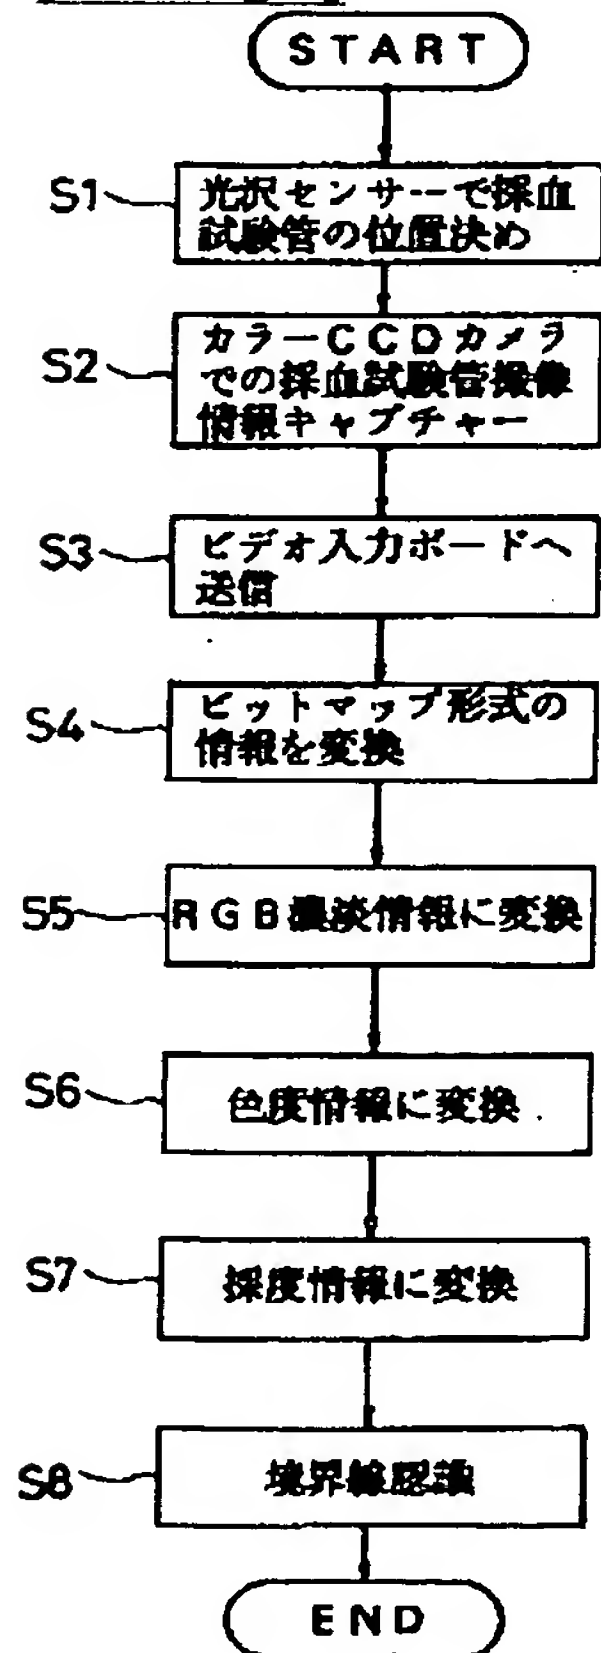 START
S1
光沢センサーで採血
試験管の位置決め
S2
カラーCCDカメラ
での採血試験管撮像
情報キャプチャー
S3
ビデオ入力ボードへ
送信
S4
ビットマップ形式の
情報を変換
S5
RGB濃淡情報に変換
S6
色度情報に変換
S7
採度情報に変換
S8
境界線認識
END